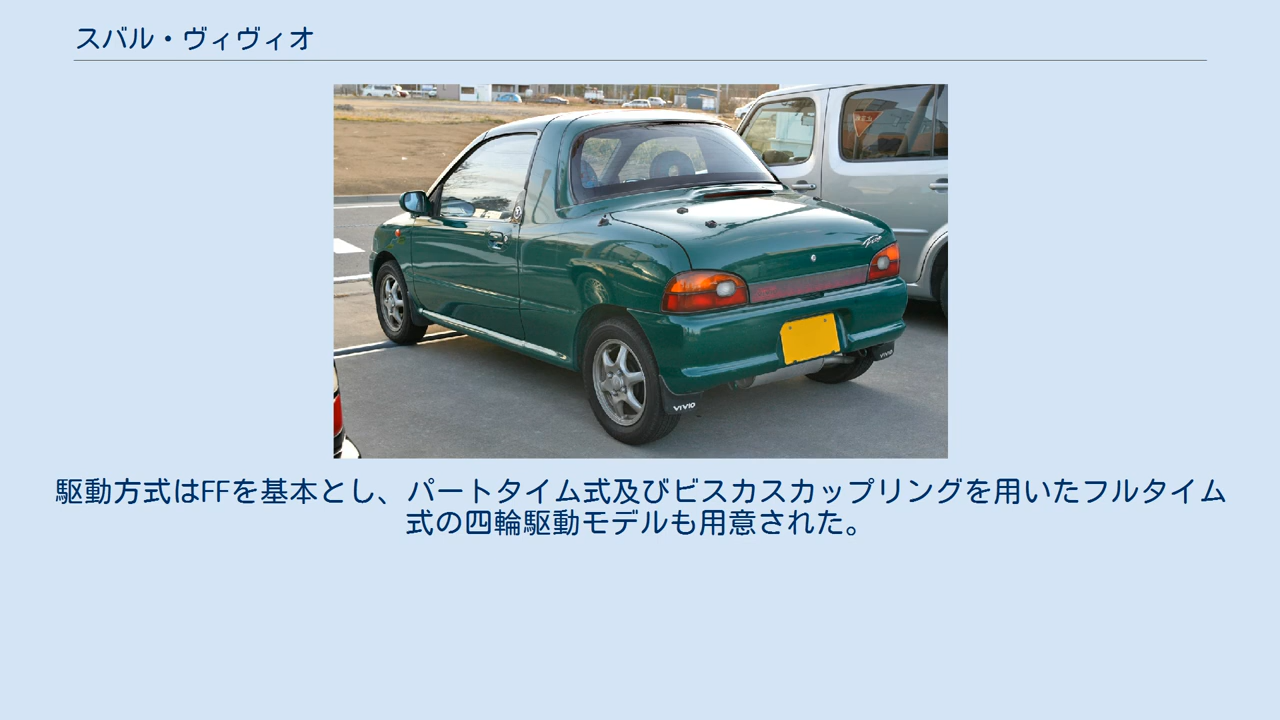 スバル・ヴィヴィオ
VIVIO
VIVIO
駆動方式はFFを基本とし、パートタイム式及びビスカスカップリングを用いたフルタイム
式の四輪駆動モデルも用意された。